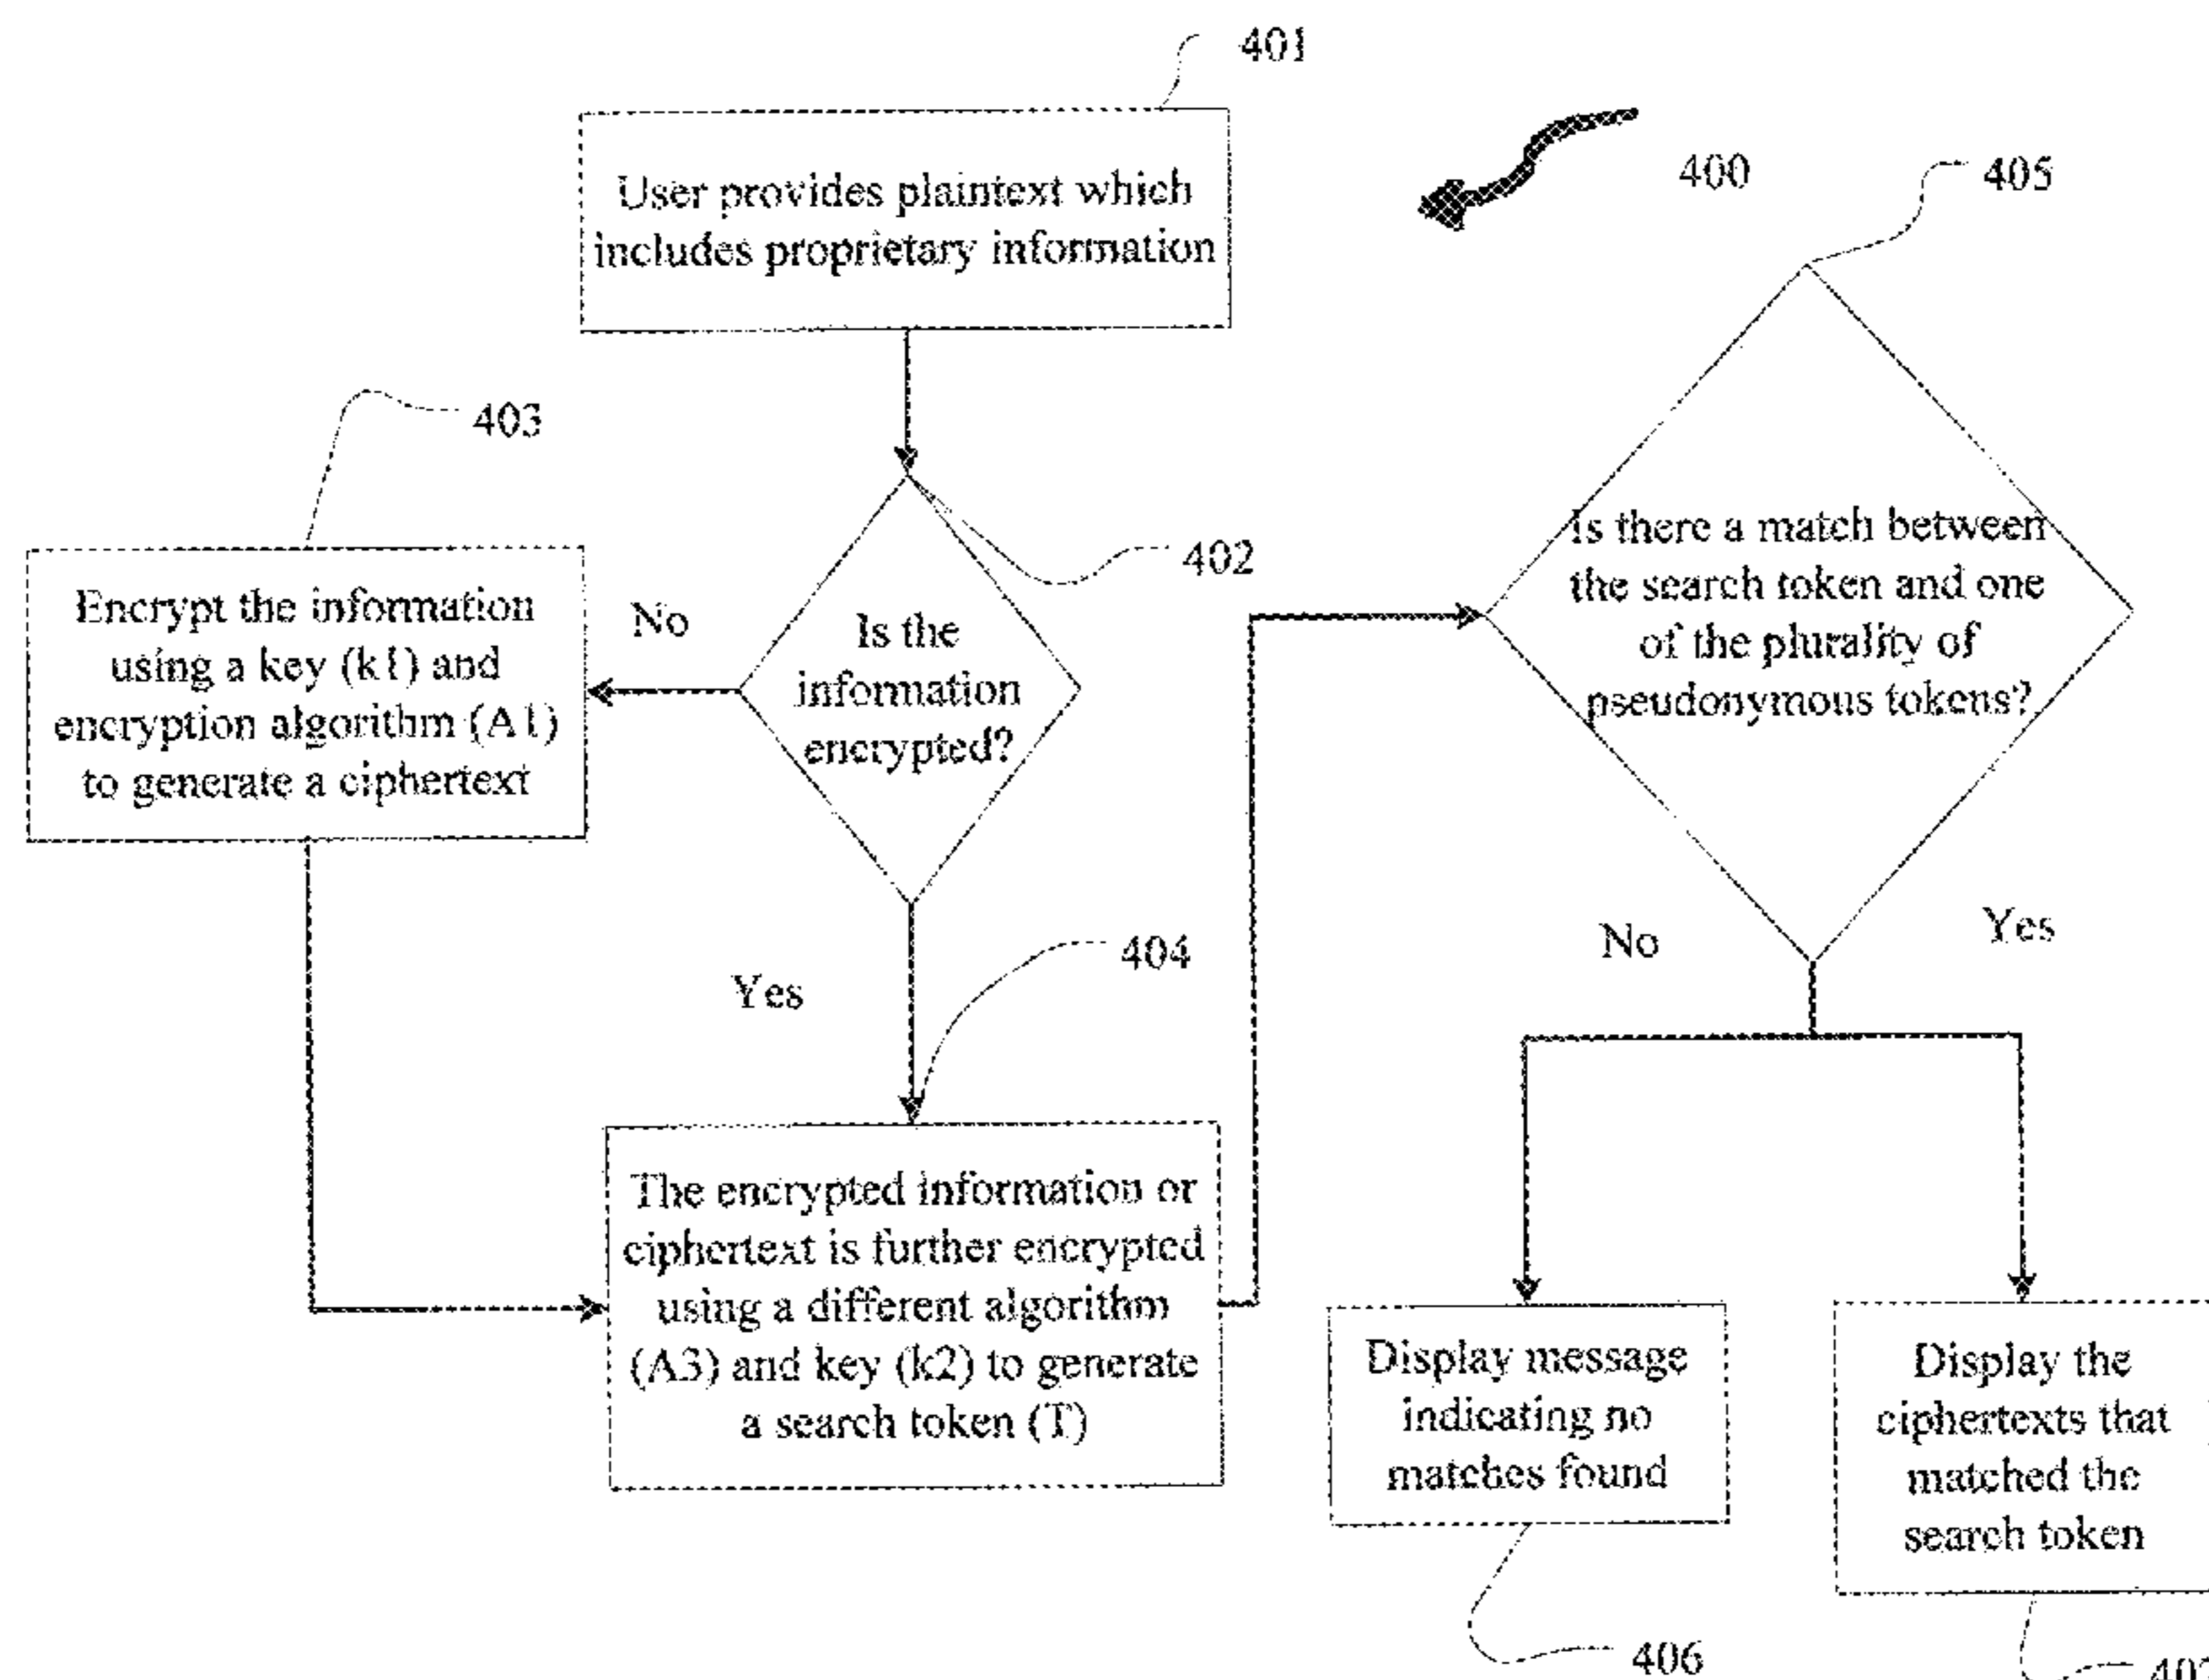 401
User provides plaintext which
includes proprietary information
400
405
403
402
Encrypt the information
using a key (k1) and
encryption algorithm (A1)
to generate a ciphertext
No
Is the
information
encrypted?
Is there a match between
the search token and one
of the plurality of
pseudonymous tokens?
Yes
404
The encrypted information or
ciphertext is further encrypted
using a different algorithm
(A3) and key (k2) to generate
a search token (T)
No
Yes
Display message
indicating no
matches found
Display the
ciphertexts that
matched the
search token
406